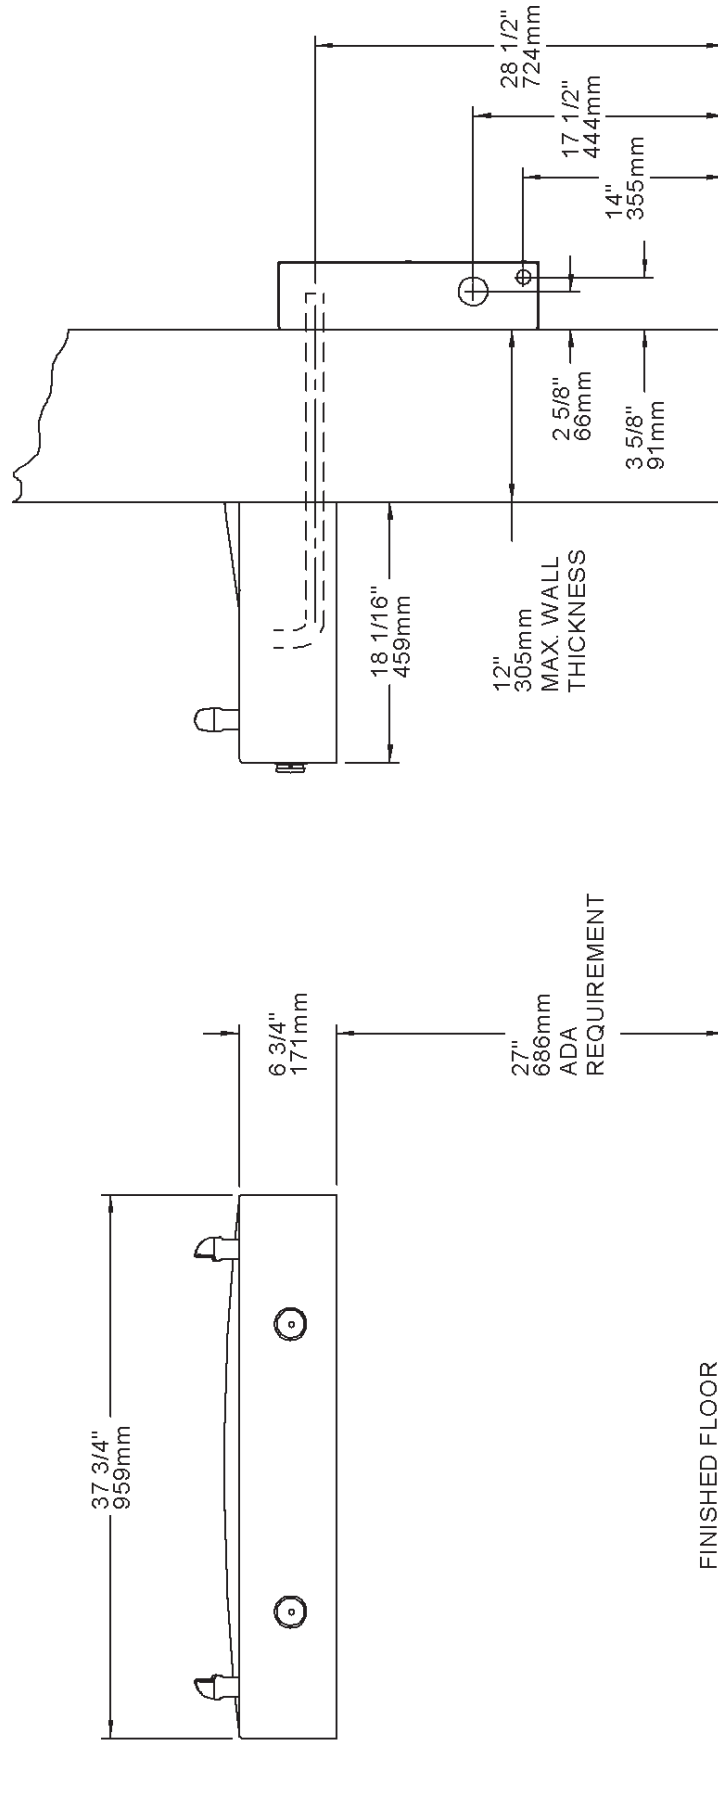 37 3/4"
959mm
6 3/4"
171mm
27"
686mm
ADA
REQUIREMENT
FINISHED FLOOR
18 1/16"
459mm
12"
305mm
MAX. WALL
THICKNESS
2 5/8"
66mm
3 5/8"
91mm
14"
355mm
17 1/2"
444mm
28 1/2"
724mm